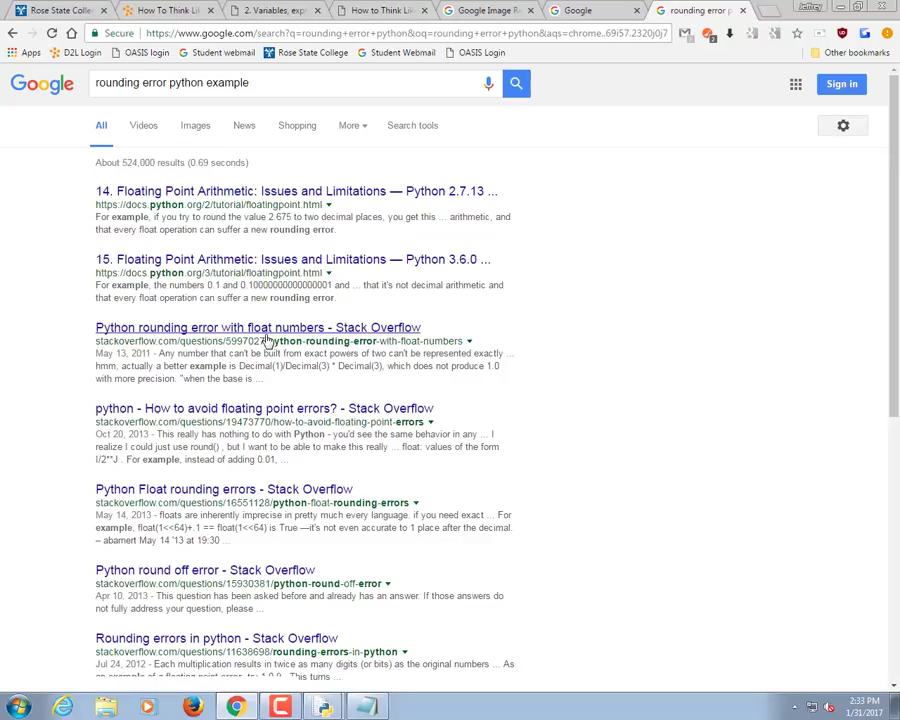 Rose State Colle
How To Think Lik
2. Variables, exp
How to Think Lik
Google Image R
Google
rounding error p
Jeffrey
Secure
https://www.google.com/search?q=rounding+error+python&oq=rounding+error+python&aqs=chrome..69i57.2320j0j7
Apps
D2L Login
OASIS login
Student webmail
Rose State College
Student Webmail
OASIS Login
Other bookmarks
Google
rounding error python example
Sign in
All Videos Images News Shopping More Search tools
About 524,000 results (0.69 seconds)
14. Floating Point Arithmetic: Issues and Limitations — Python 2.7.13 ...
https://docs.python.org/2/tutorial/floatingpoint.html
For example, if you try to round the value 2.675 to two decimal places, you get this ... arithmetic, and
that every float operation can suffer a new rounding error.
15. Floating Point Arithmetic: Issues and Limitations — Python 3.6.0 ...
https://docs.python.org/3/tutorial/floatingpoint.html
For example, the numbers 0.1 and 0.10000000000000001 and ... that it's not decimal arithmetic and
that every float operation can suffer a new rounding error.
Python rounding error with float numbers - Stack Overflow
stackoverflow.com/questions/5997027/python-rounding-error-with-float-numbers
May 13, 2011 - Any number that can't be built from exact powers of two can't be represented exactly ...
hmm, actually a better example is Decimal(1)/Decimal(3) * Decimal(3), which does not produce 1.0
with more precision. "when the base is ...
python - How to avoid floating point errors? - Stack Overflow
stackoverflow.com/questions/19473770/how-to-avoid-floating-point-errors
Oct 20, 2013 - This really has nothing to do with Python - you'd see the same behavior in any ... I
realize I could just use round() , but I want to be able to make this really ... float: values of the form
I/2**J . For example, instead of adding 0.01, ...
Python Float rounding errors - Stack Overflow
stackoverflow.com/questions/16551128/python-float-rounding-errors
May 14, 2013 - floats are inherently imprecise in pretty much every language. if you need exact ... For
example, float(1<<64)+.1 == float(1<<64) is True —it's not even accurate to 1 place after the decimal.
– abarnert May 14 '13 at 19:30 ...
Python round off error - Stack Overflow
stackoverflow.com/questions/15930381/python-round-off-error
Apr 10, 2013 - This question has been asked before and already has an answer. If those answers do
not fully address your question, please ...
Rounding errors in python - Stack Overflow
stackoverflow.com/questions/11638698/rounding-errors-in-python
Jul 24, 2012 - Each multiplication results in twice as many digits (or bits) as the original numbers ... As
2:33 PM
1/31/2017